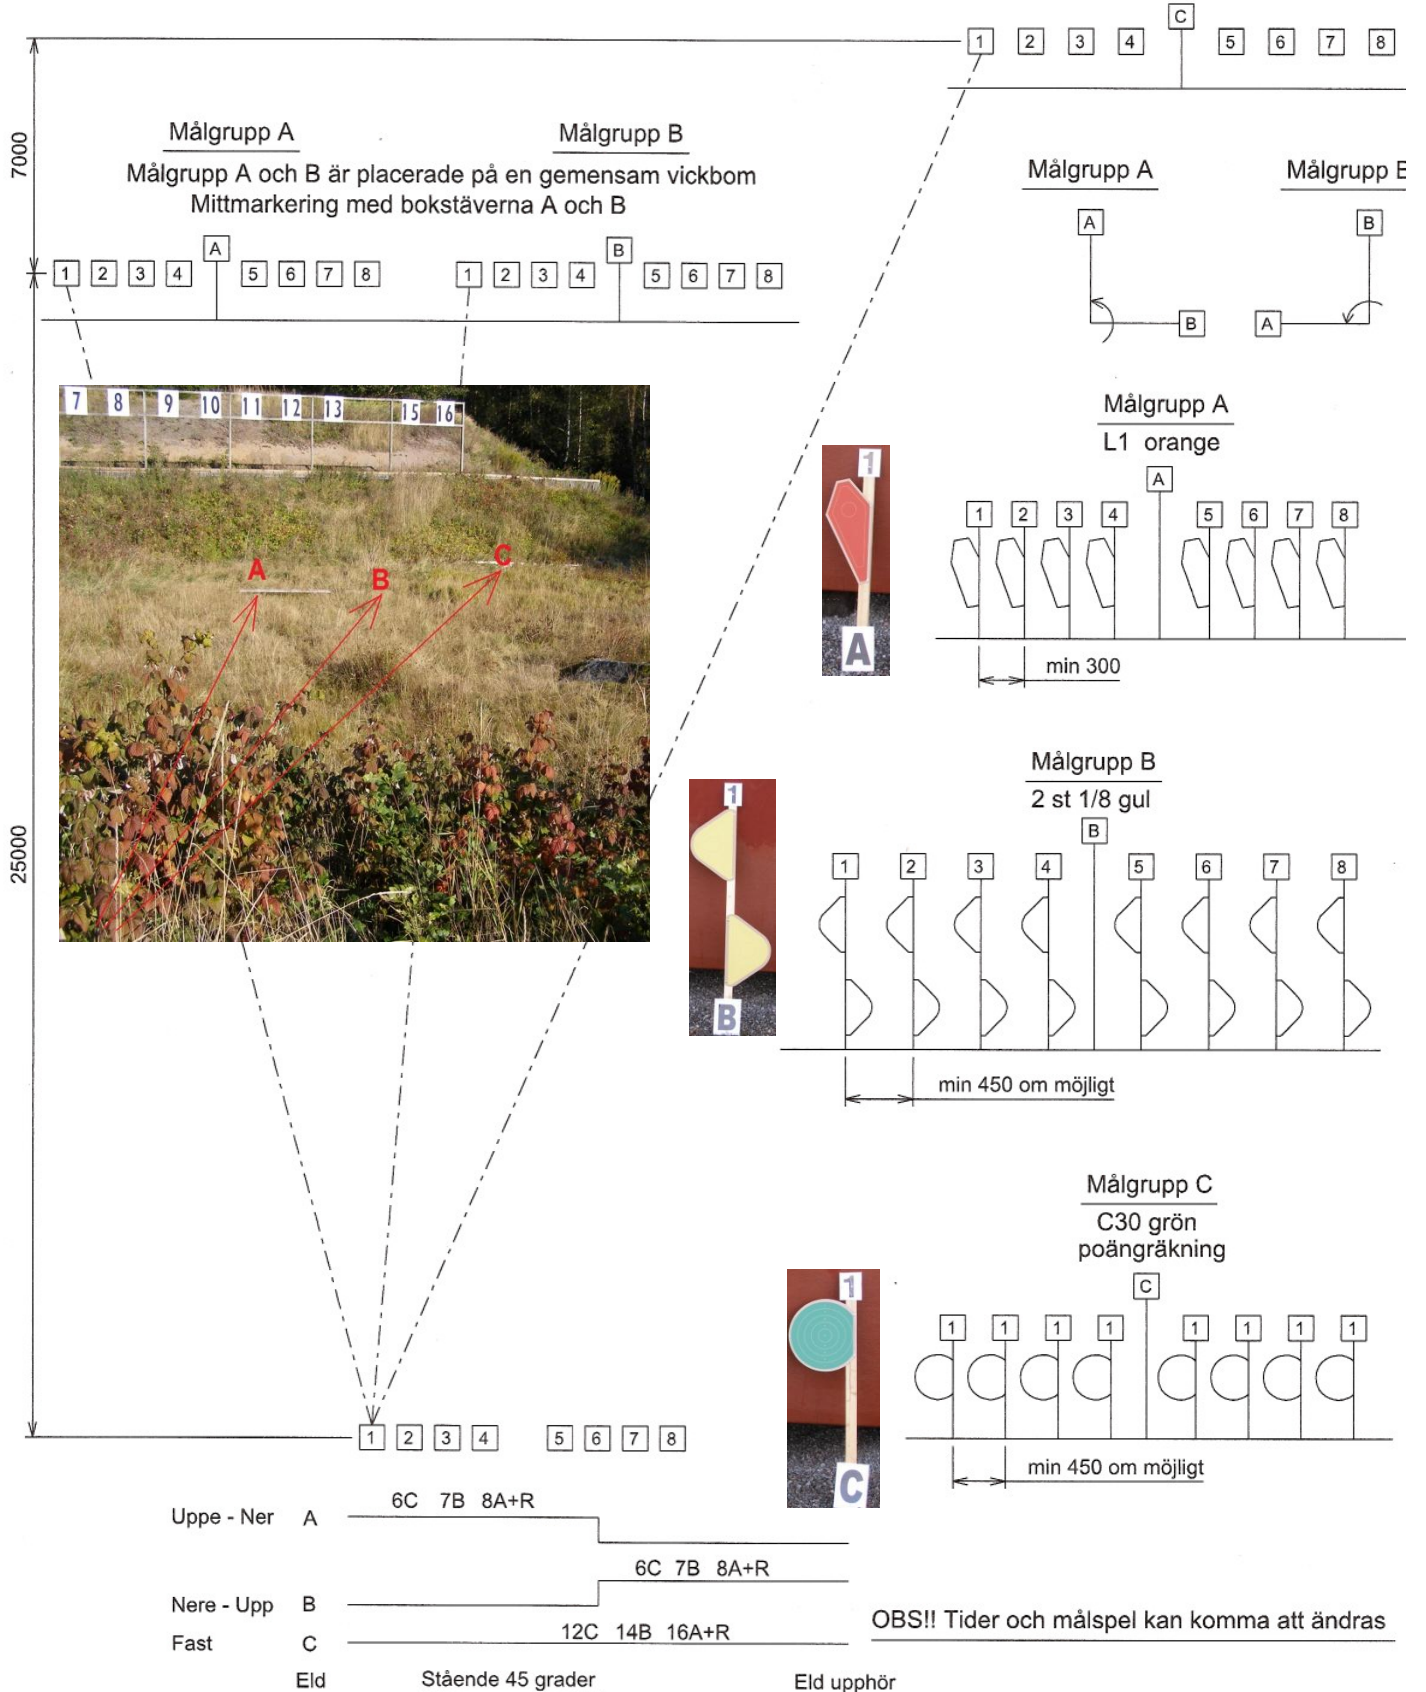 C
1 2 3 4 5 6 7 8
7000
Målgrupp A
Målgrupp B
Målgrupp A och B är placerade på en gemensam vickbom
Mittmarkering med bokstäverna A och B
A
B
1 2 3 4 5 6 7 8
1 2 3 4 5 6 7 8
Målgrupp A
Målgrupp B
A
B
B
A
25000
7 8 9 10 11 12 13 15 16
A
B
C
Målgrupp A
L1 orange
A
1 2 3 4 5 6 7 8
min 300
1
A
Målgrupp B
2 st 1/8 gul
B
1 2 3 4 5 6 7 8
min 450 om möjligt
1
B
Målgrupp C
C30 grön
poängräkning
C
1 1 1 1 1 1 1 1
min 450 om möjligt
1
C
1 2 3 4 5 6 7 8
6C 7B 8A+R
Uppe - Ner A
6C 7B 8A+R
Nere - Upp B
12C 14B 16A+R
Fast C
OBS!! Tider och målspel kan komma att ändras
Eld Stående 45 grader Eld upphör